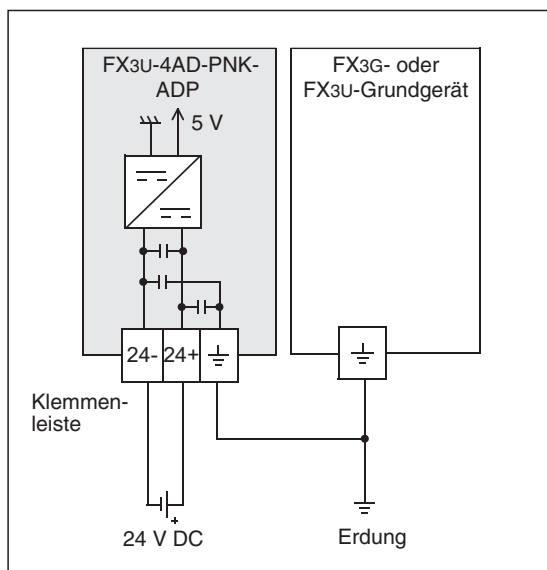 FX3U-4AD-PNK-
ADP
FX3G- oder
FX3U-Grundgerät
5 V
24-
24+
Klemmen-
leiste
+
24 V DC
Erdung